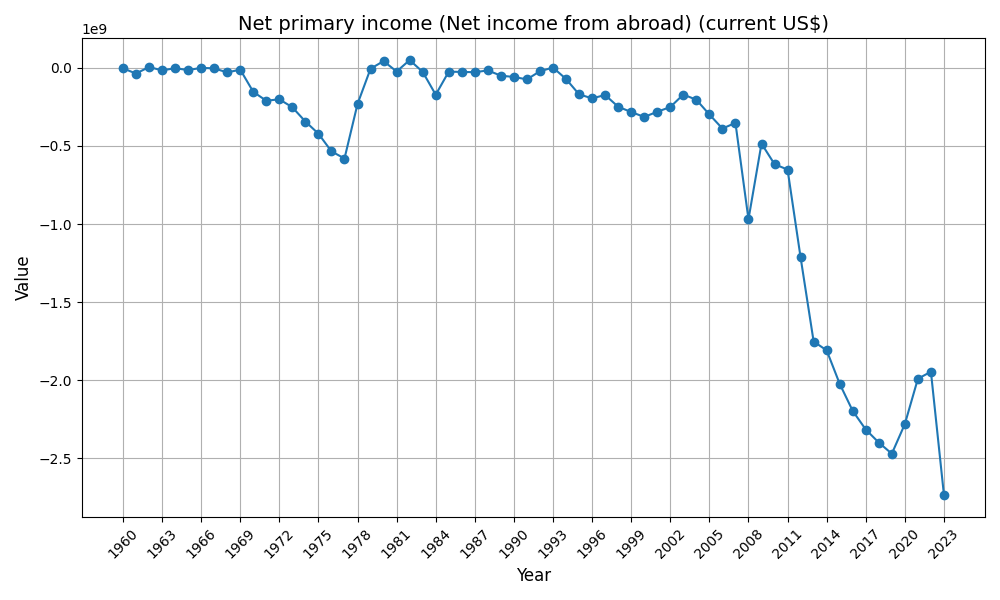 Net primary income (Net income from abroad) (current US$)
1e9
0.0
−0.5
−1.0
−1.5
−2.0
−2.5
Value
1960 1963 1966 1969 1972 1975 1978 1981 1984 1987 1990 1993 1996 1999 2002 2005 2008 2011 2014 2017 2020 2023
Year